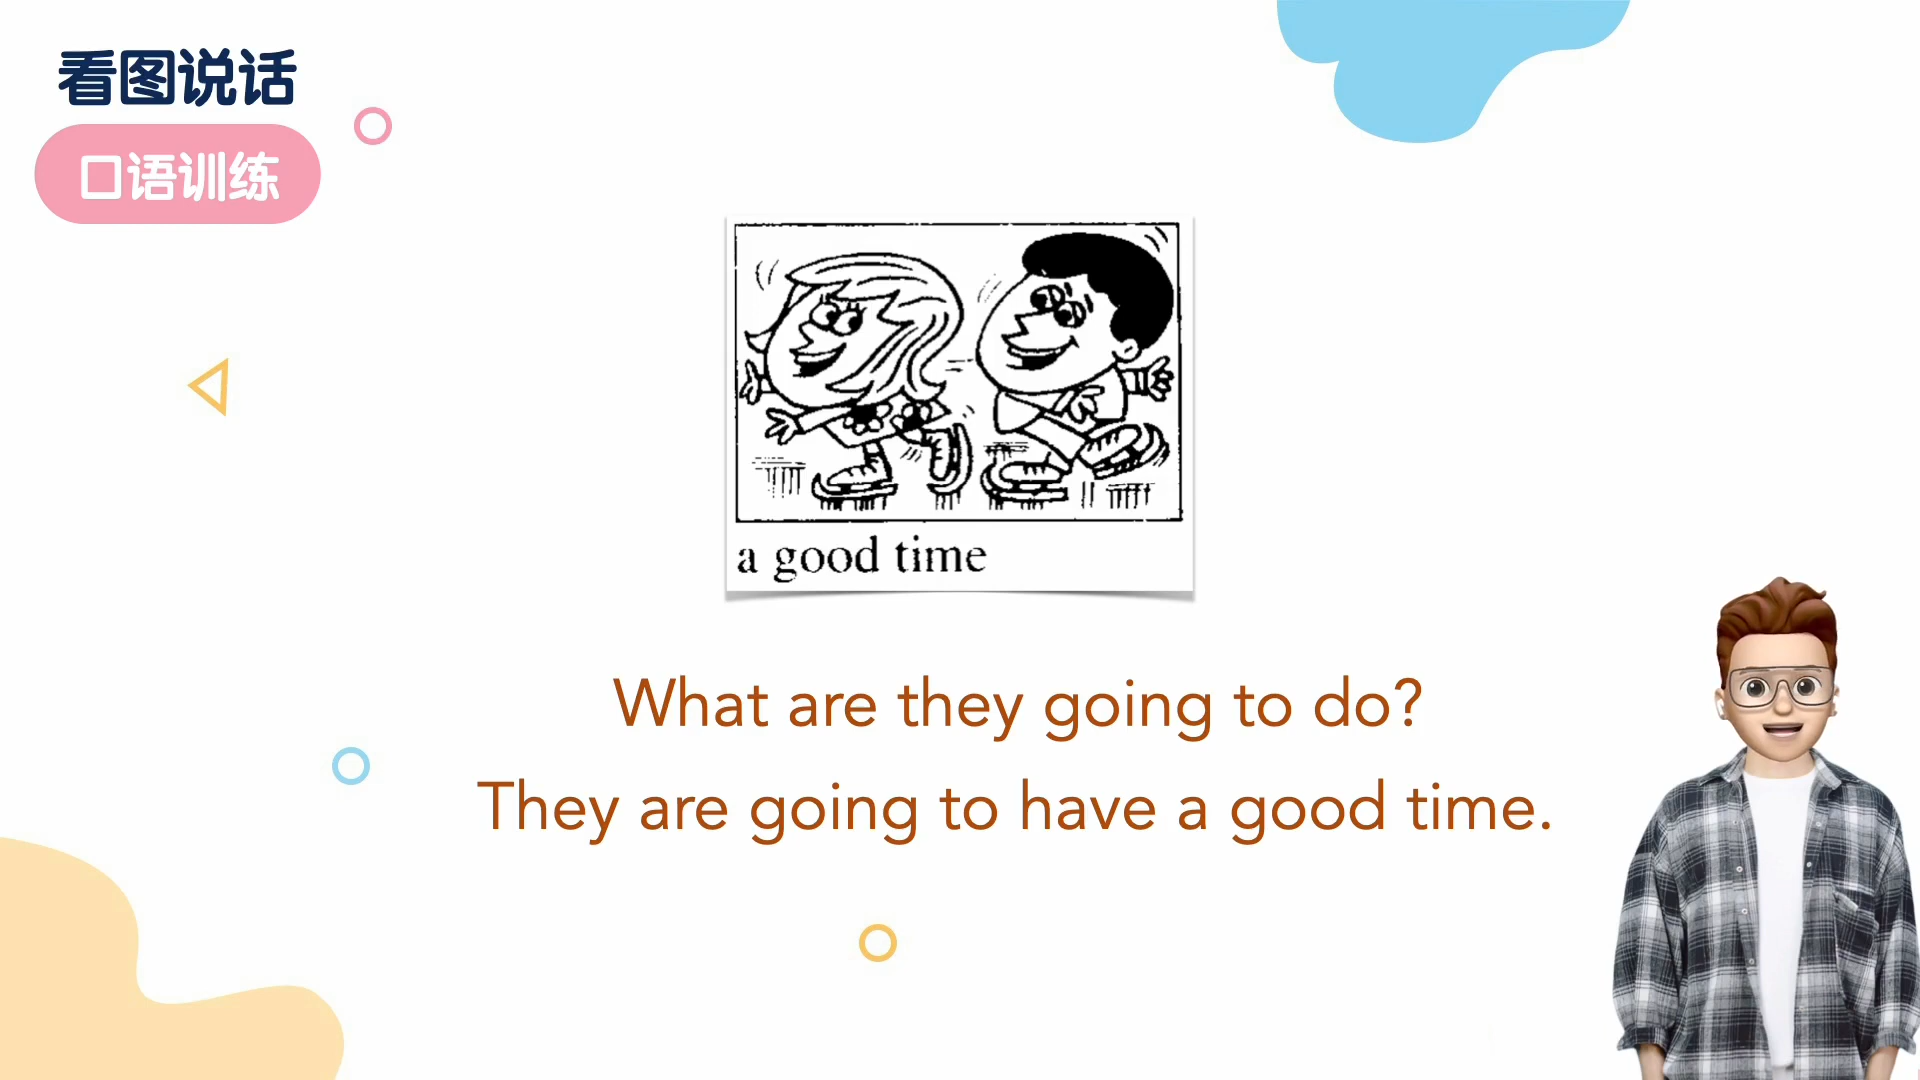 看图说话
口语训练
a good time
What are they going to do?
They are going to have a good time.